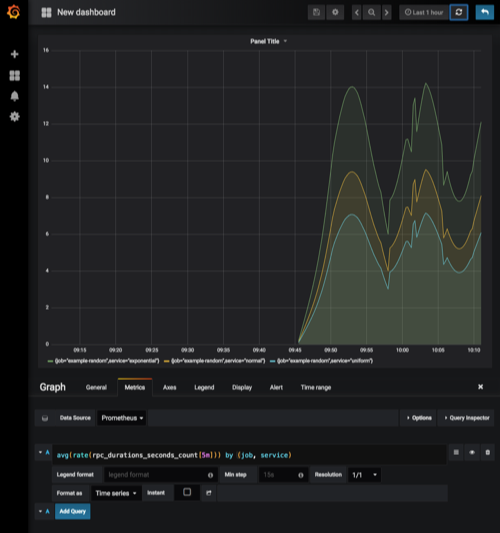 New dashboard
Last 1 hour
Panel Title
16
14
12
10
8
6
4
2
0
09:15 09:20 09:25 09:30 09:35 09:40 09:45 09:50 09:55 10:00 10:05 10:10
{job="example-random",service="exponential"} {job="example-random",service="normal"} {job="example-random",service="uniform"}
Graph General Metrics Axes Legend Display Alert Time range
Data Source Prometheus Options Query Inspector
A avg(rate(rpc_durations_seconds_count[5m])) by (job, service)
Legend format legend format Min step 15s Resolution 1/1
Format as Time series Instant
A Add Query